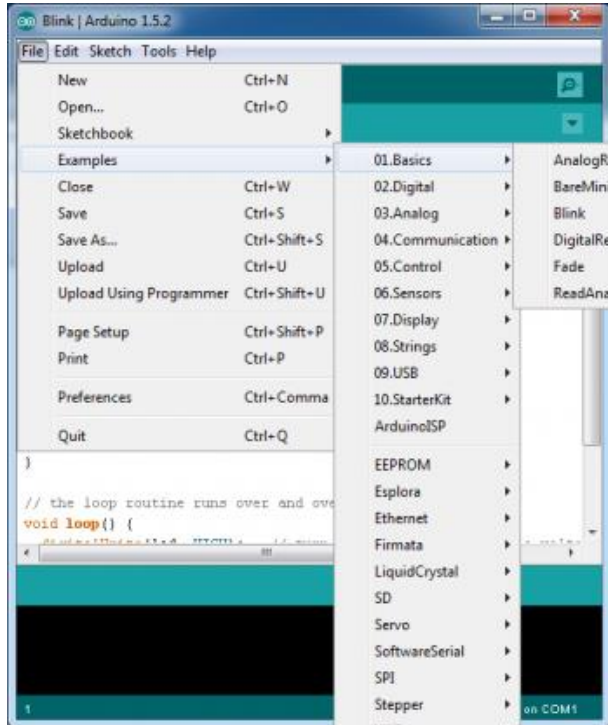 Blink | Arduino 1.5.2
File Edit Sketch Tools Help
New Ctrl+N
Open... Ctrl+O
Sketchbook
Examples
Close Ctrl+W
Save Ctrl+S
Save As... Ctrl+Shift+S
Upload Ctrl+U
Upload Using Programmer Ctrl+Shift+U
Page Setup Ctrl+Shift+P
Print Ctrl+P
Preferences Ctrl+Comma
Quit Ctrl+Q
01.Basics
02.Digital
03.Analog
04.Communication
05.Control
06.Sensors
07.Display
08.Strings
09.USB
10.StarterKit
ArduinoISP
EEPROM
Esplora
Ethernet
Firmata
LiquidCrystal
SD
Servo
SoftwareSerial
SPI
Stepper
AnalogR
BareMini
Blink
DigitalRe
Fade
ReadAna
}
// the loop routine runs over and ove
void loop() {
1
on COM1